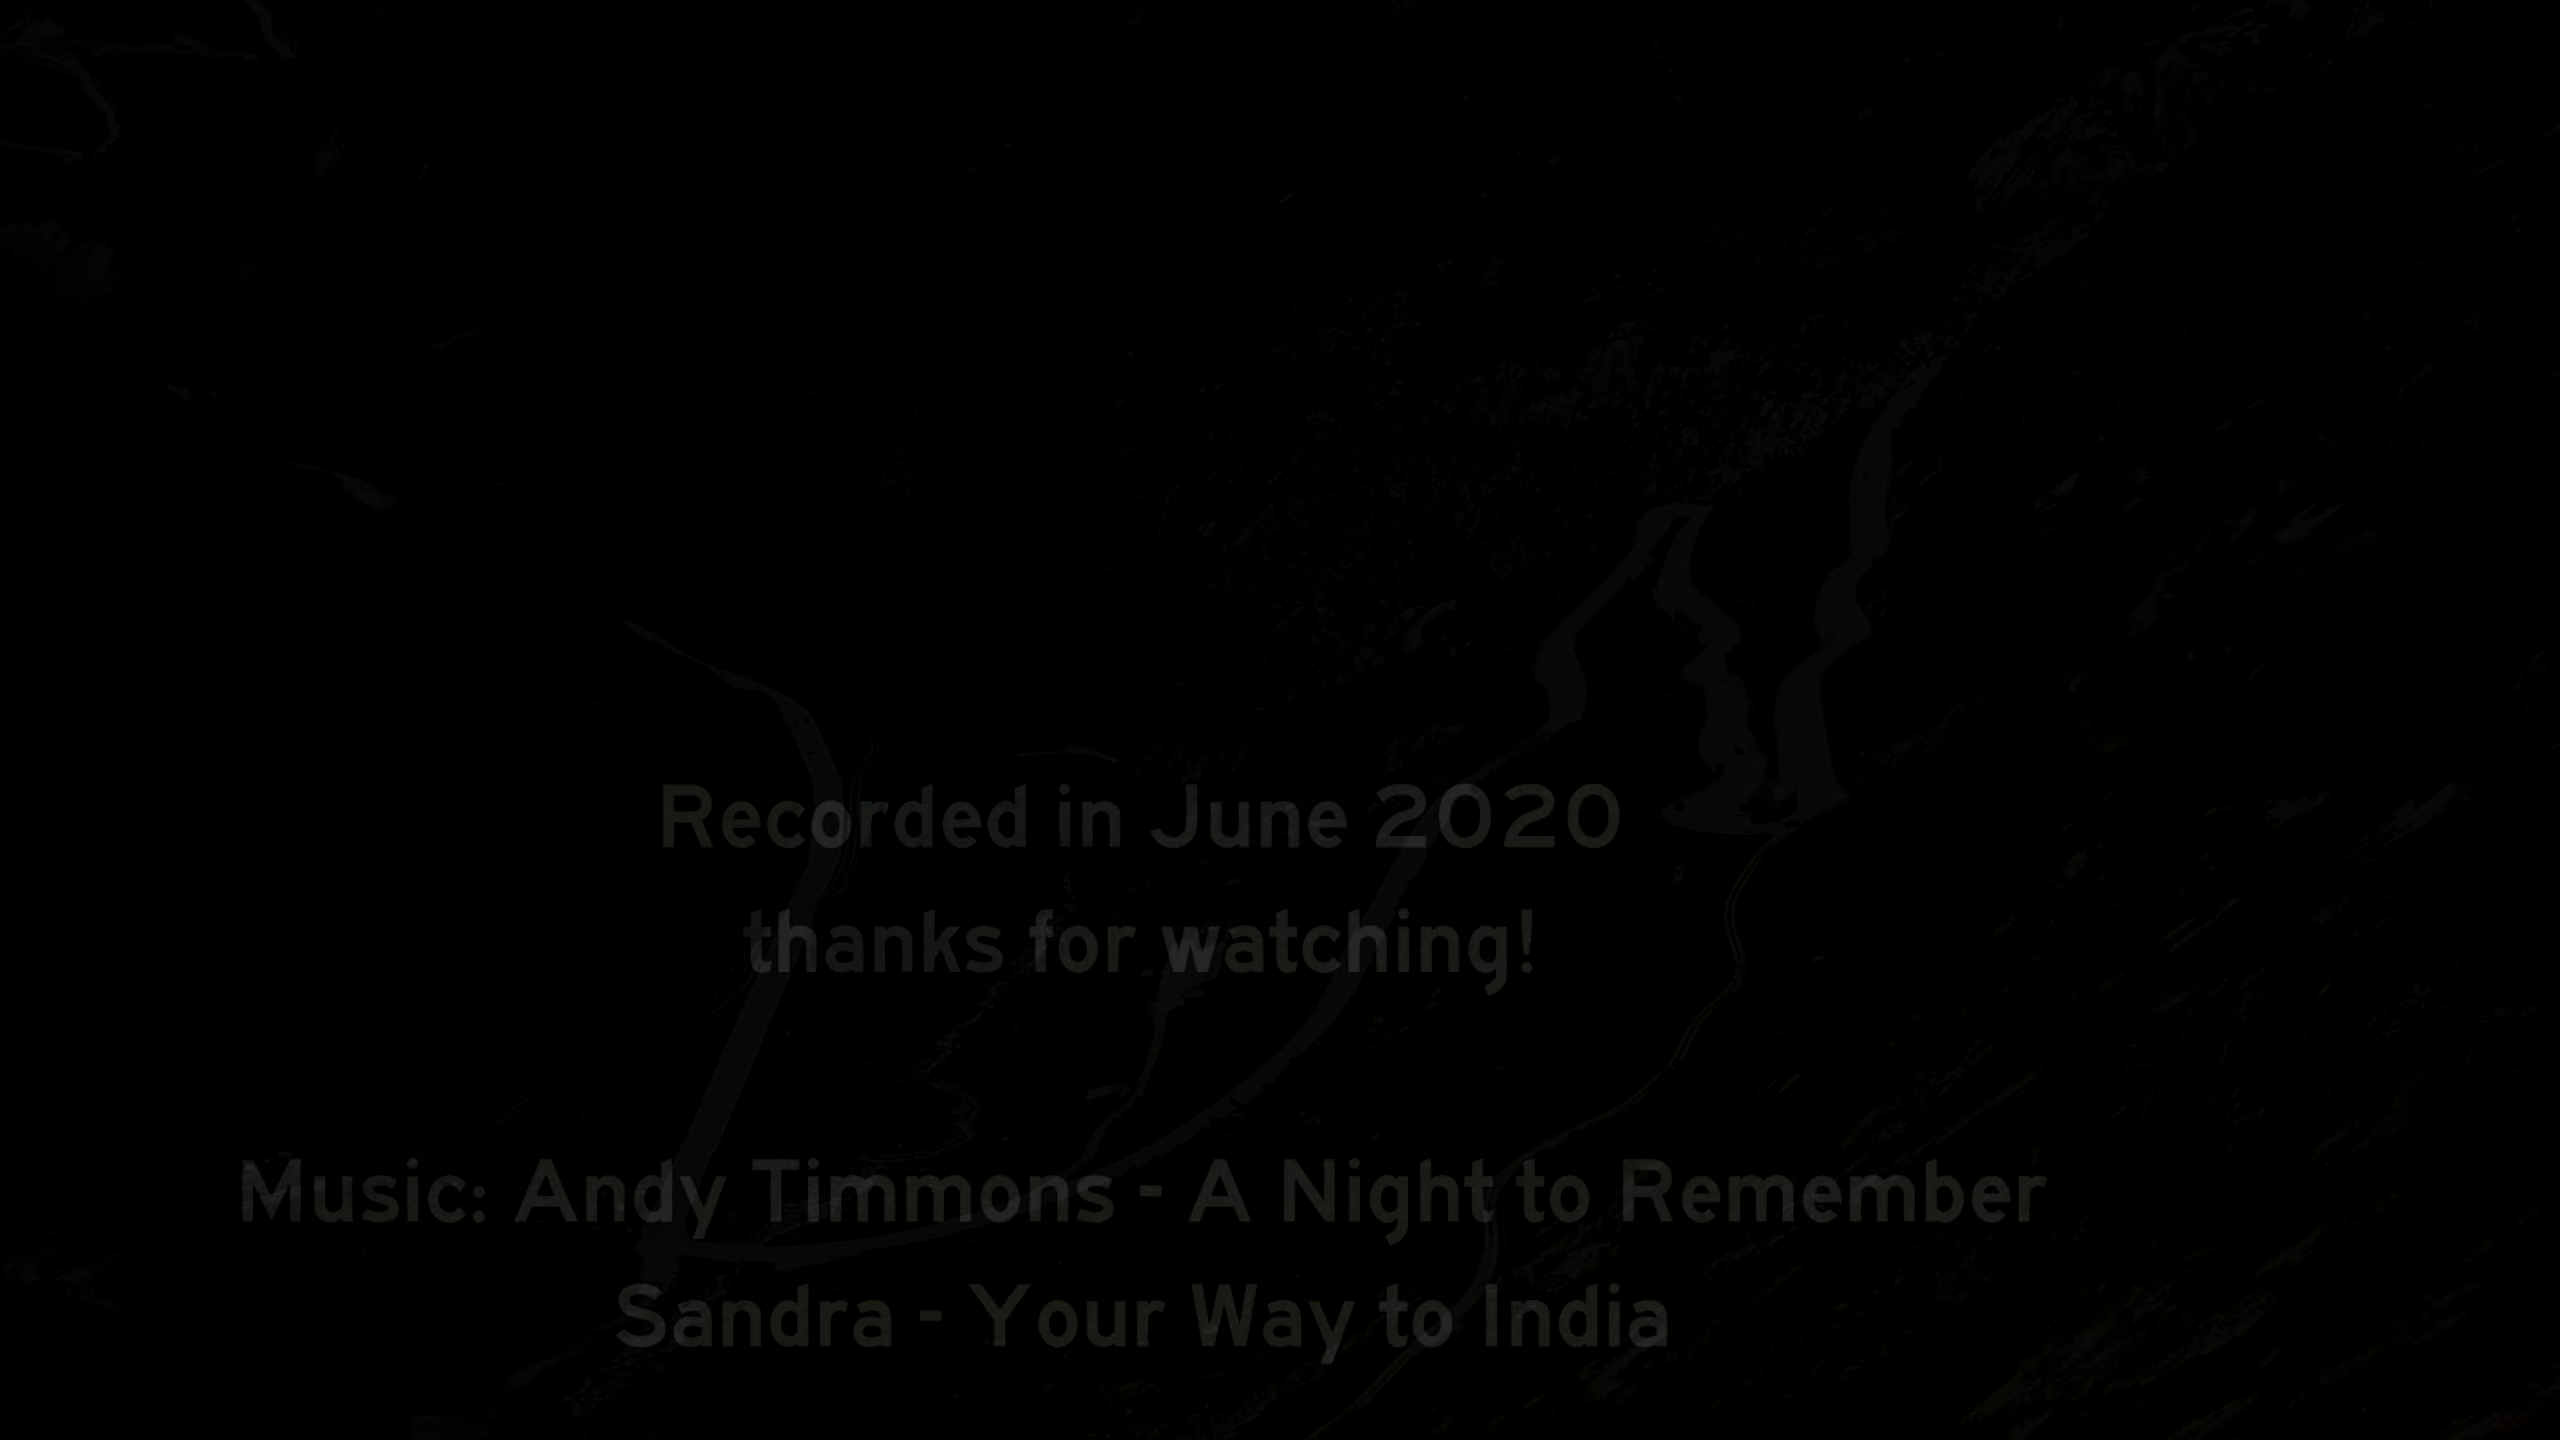 Recorded in June 2020
thanks for watching!
Music: Andy Timmons - A Night to Remember
Sandra - Your Way to India